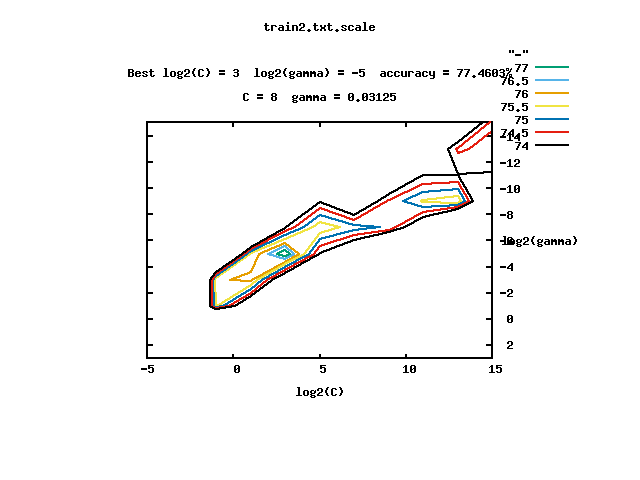 train2.txt.scale
"-"
Best log2(C) = 3 log2(gamma) = -5 accuracy = 77.4603%
77
76.5
C = 8 gamma = 0.03125
76
75.5
75
74.5
74
-14
-12
-10
-8
-6
log2(gamma)
-4
-2
0
2
-5 0 5 10 15
log2(C)